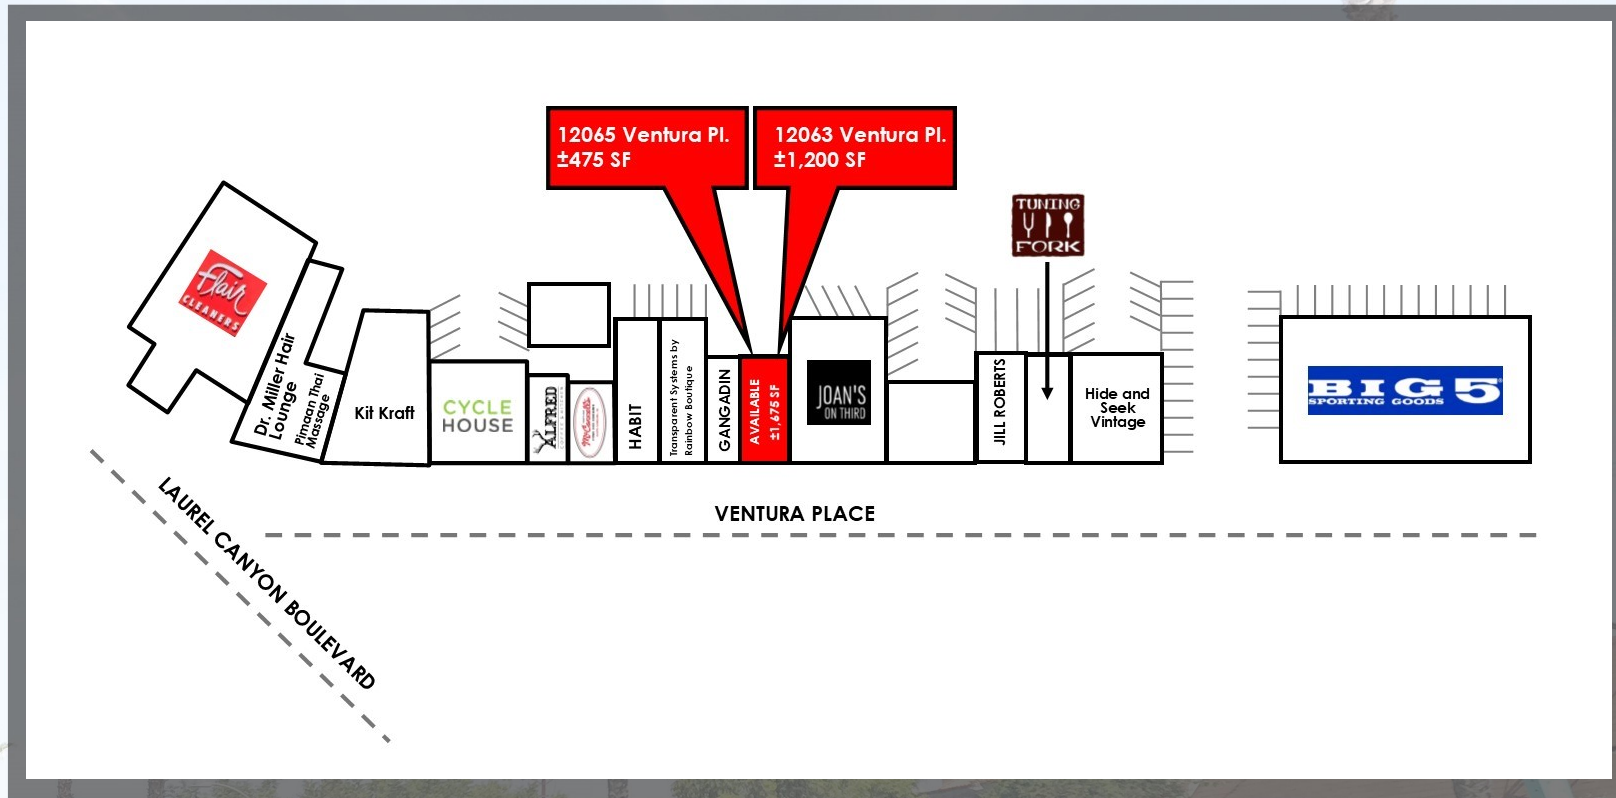 12065 Ventura Pl.
±475 SF
12063 Ventura Pl.
±1,200 SF
TUNING
FORK
Flair
CLEANERS
Dr. Miller Hair
Lounge
Pimaan Thai
Massage
Kit Kraft
CYCLE
HOUSE
ALFRED
McConnell's
HABIT
Transparent Systems by
Rainbow Boutique
GANGADIN
AVAILABLE
±1,675 SF
JOAN'S
ON THIRD
JILL ROBERTS
Hide and
Seek
Vintage
BIG 5
SPORTING GOODS
VENTURA PLACE
LAUREL CANYON BOULEVARD